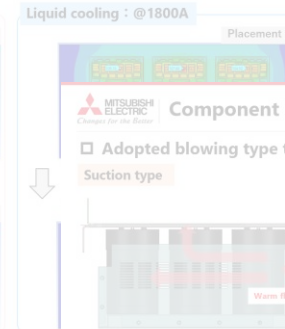 Liquid cooling：@1800A
Placement
MITSUBISHI
ELECTRIC
Changes for the Better
Component
□ Adopted blowing type t
Suction type
Warm